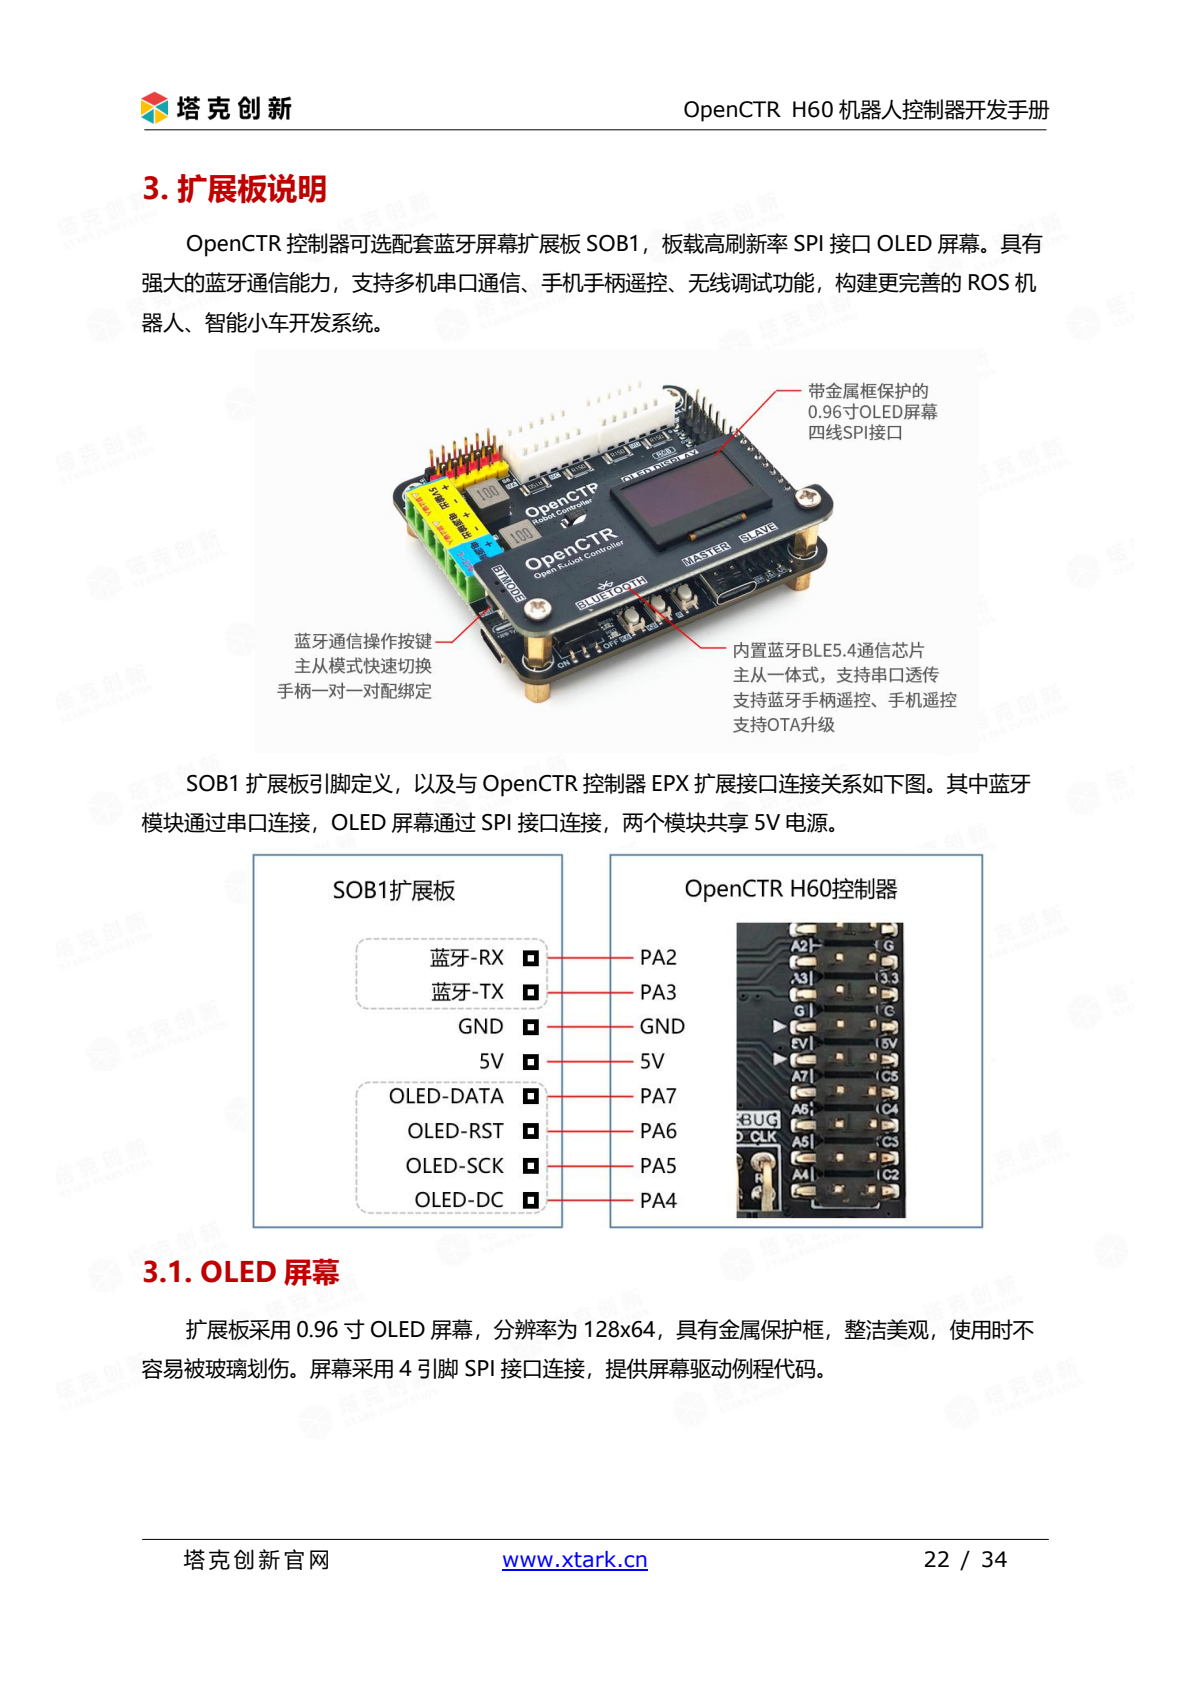 塔克创新
OpenCTR H60 机器人控制器开发手册
3. 扩展板说明
OpenCTR 控制器可选配套蓝牙屏幕扩展板 SOB1，板载高刷新率 SPI 接口 OLED 屏幕。具有
强大的蓝牙通信能力，支持多机串口通信、手机手柄遥控、无线调试功能，构建更完善的 ROS 机
器人、智能小车开发系统。
带金属框保护的
0.96寸OLED屏幕
四线SPI接口
OLED DISPLAY
OpenCTR
Robot Controller
OpenCTR
Open Robot Controller
MASTER SLAVE
BTMODE
BLUETOOTH
蓝牙通信操作按键
主从模式快速切换
手柄一对一对配绑定
内置蓝牙BLE5.4通信芯片
主从一体式，支持串口透传
支持蓝牙手柄遥控、手机遥控
支持OTA升级
SOB1 扩展板引脚定义，以及与 OpenCTR 控制器 EPX 扩展接口连接关系如下图。其中蓝牙
模块通过串口连接，OLED 屏幕通过 SPI 接口连接，两个模块共享 5V 电源。
SOB1扩展板
OpenCTR H60控制器
蓝牙-RX PA2
蓝牙-TX PA3
GND GND
5V 5V
OLED-DATA PA7
OLED-RST PA6
OLED-SCK PA5
OLED-DC PA4
A2 G
A3 3.3
G G
5V 5V
A7 C5
A6 C4
A5 C3
A4 C2
3.1. OLED 屏幕
扩展板采用 0.96 寸 OLED 屏幕，分辨率为 128x64，具有金属保护框，整洁美观，使用时不
容易被玻璃划伤。屏幕采用 4 引脚 SPI 接口连接，提供屏幕驱动例程代码。
塔克创新官网
www.xtark.cn
22 / 34